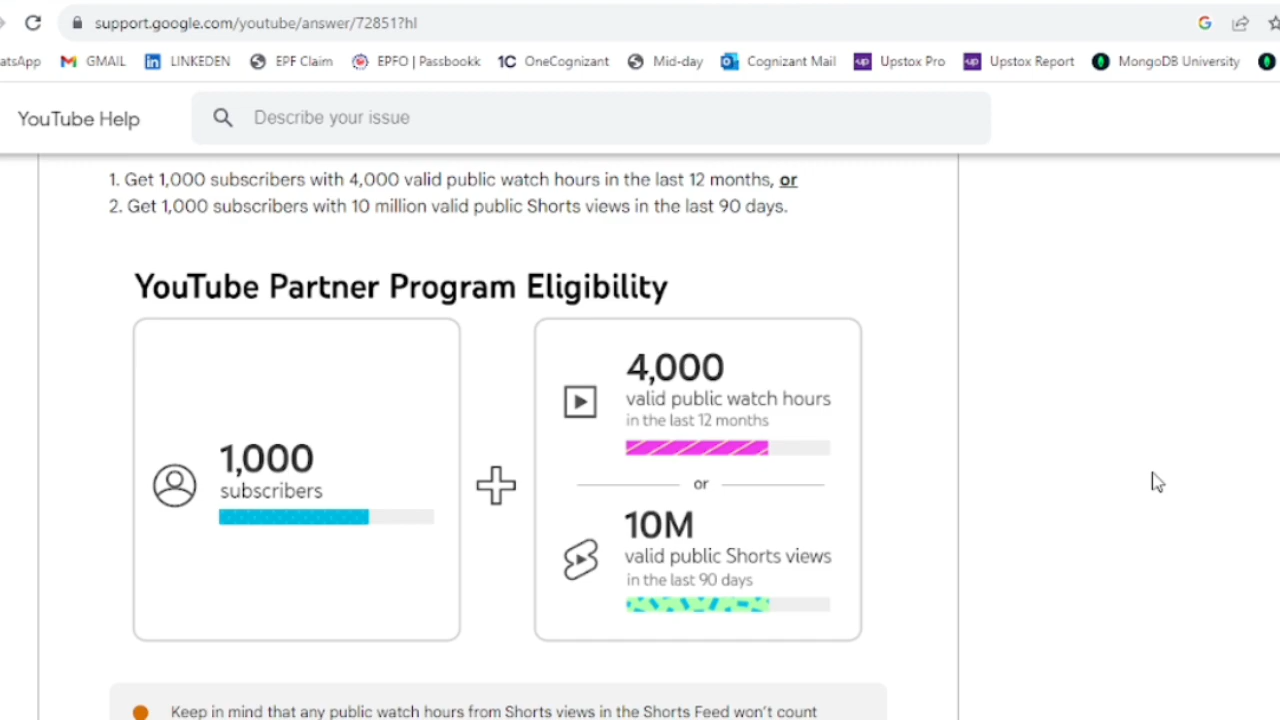 support.google.com/youtube/answer/72851?hl
atsApp GMAIL LINKEDEN EPF Claim EPFO | Passbookk 1C OneCognizant Mid-day Cognizant Mail up Upstox Pro up Upstox Report MongoDB University
YouTube Help
Describe your issue
1. Get 1,000 subscribers with 4,000 valid public watch hours in the last 12 months, or
2. Get 1,000 subscribers with 10 million valid public Shorts views in the last 90 days.
YouTube Partner Program Eligibility
1,000
subscribers
4,000
valid public watch hours
in the last 12 months
or
10M
valid public Shorts views
in the last 90 days
Keep in mind that any public watch hours from Shorts views in the Shorts Feed won't count